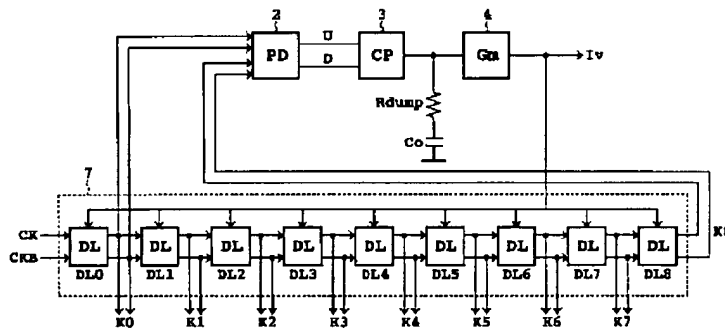 2 3 4
U
PD CP Gm Iv
D
Rdump
Co
7
CK
DL DL DL DL DL DL DL DL DL
CKB
K8
DL0 DL1 DL2 DL3 DL4 DL5 DL6 DL7 DL8
K0 K1 K2 K3 K4 K5 K6 K7